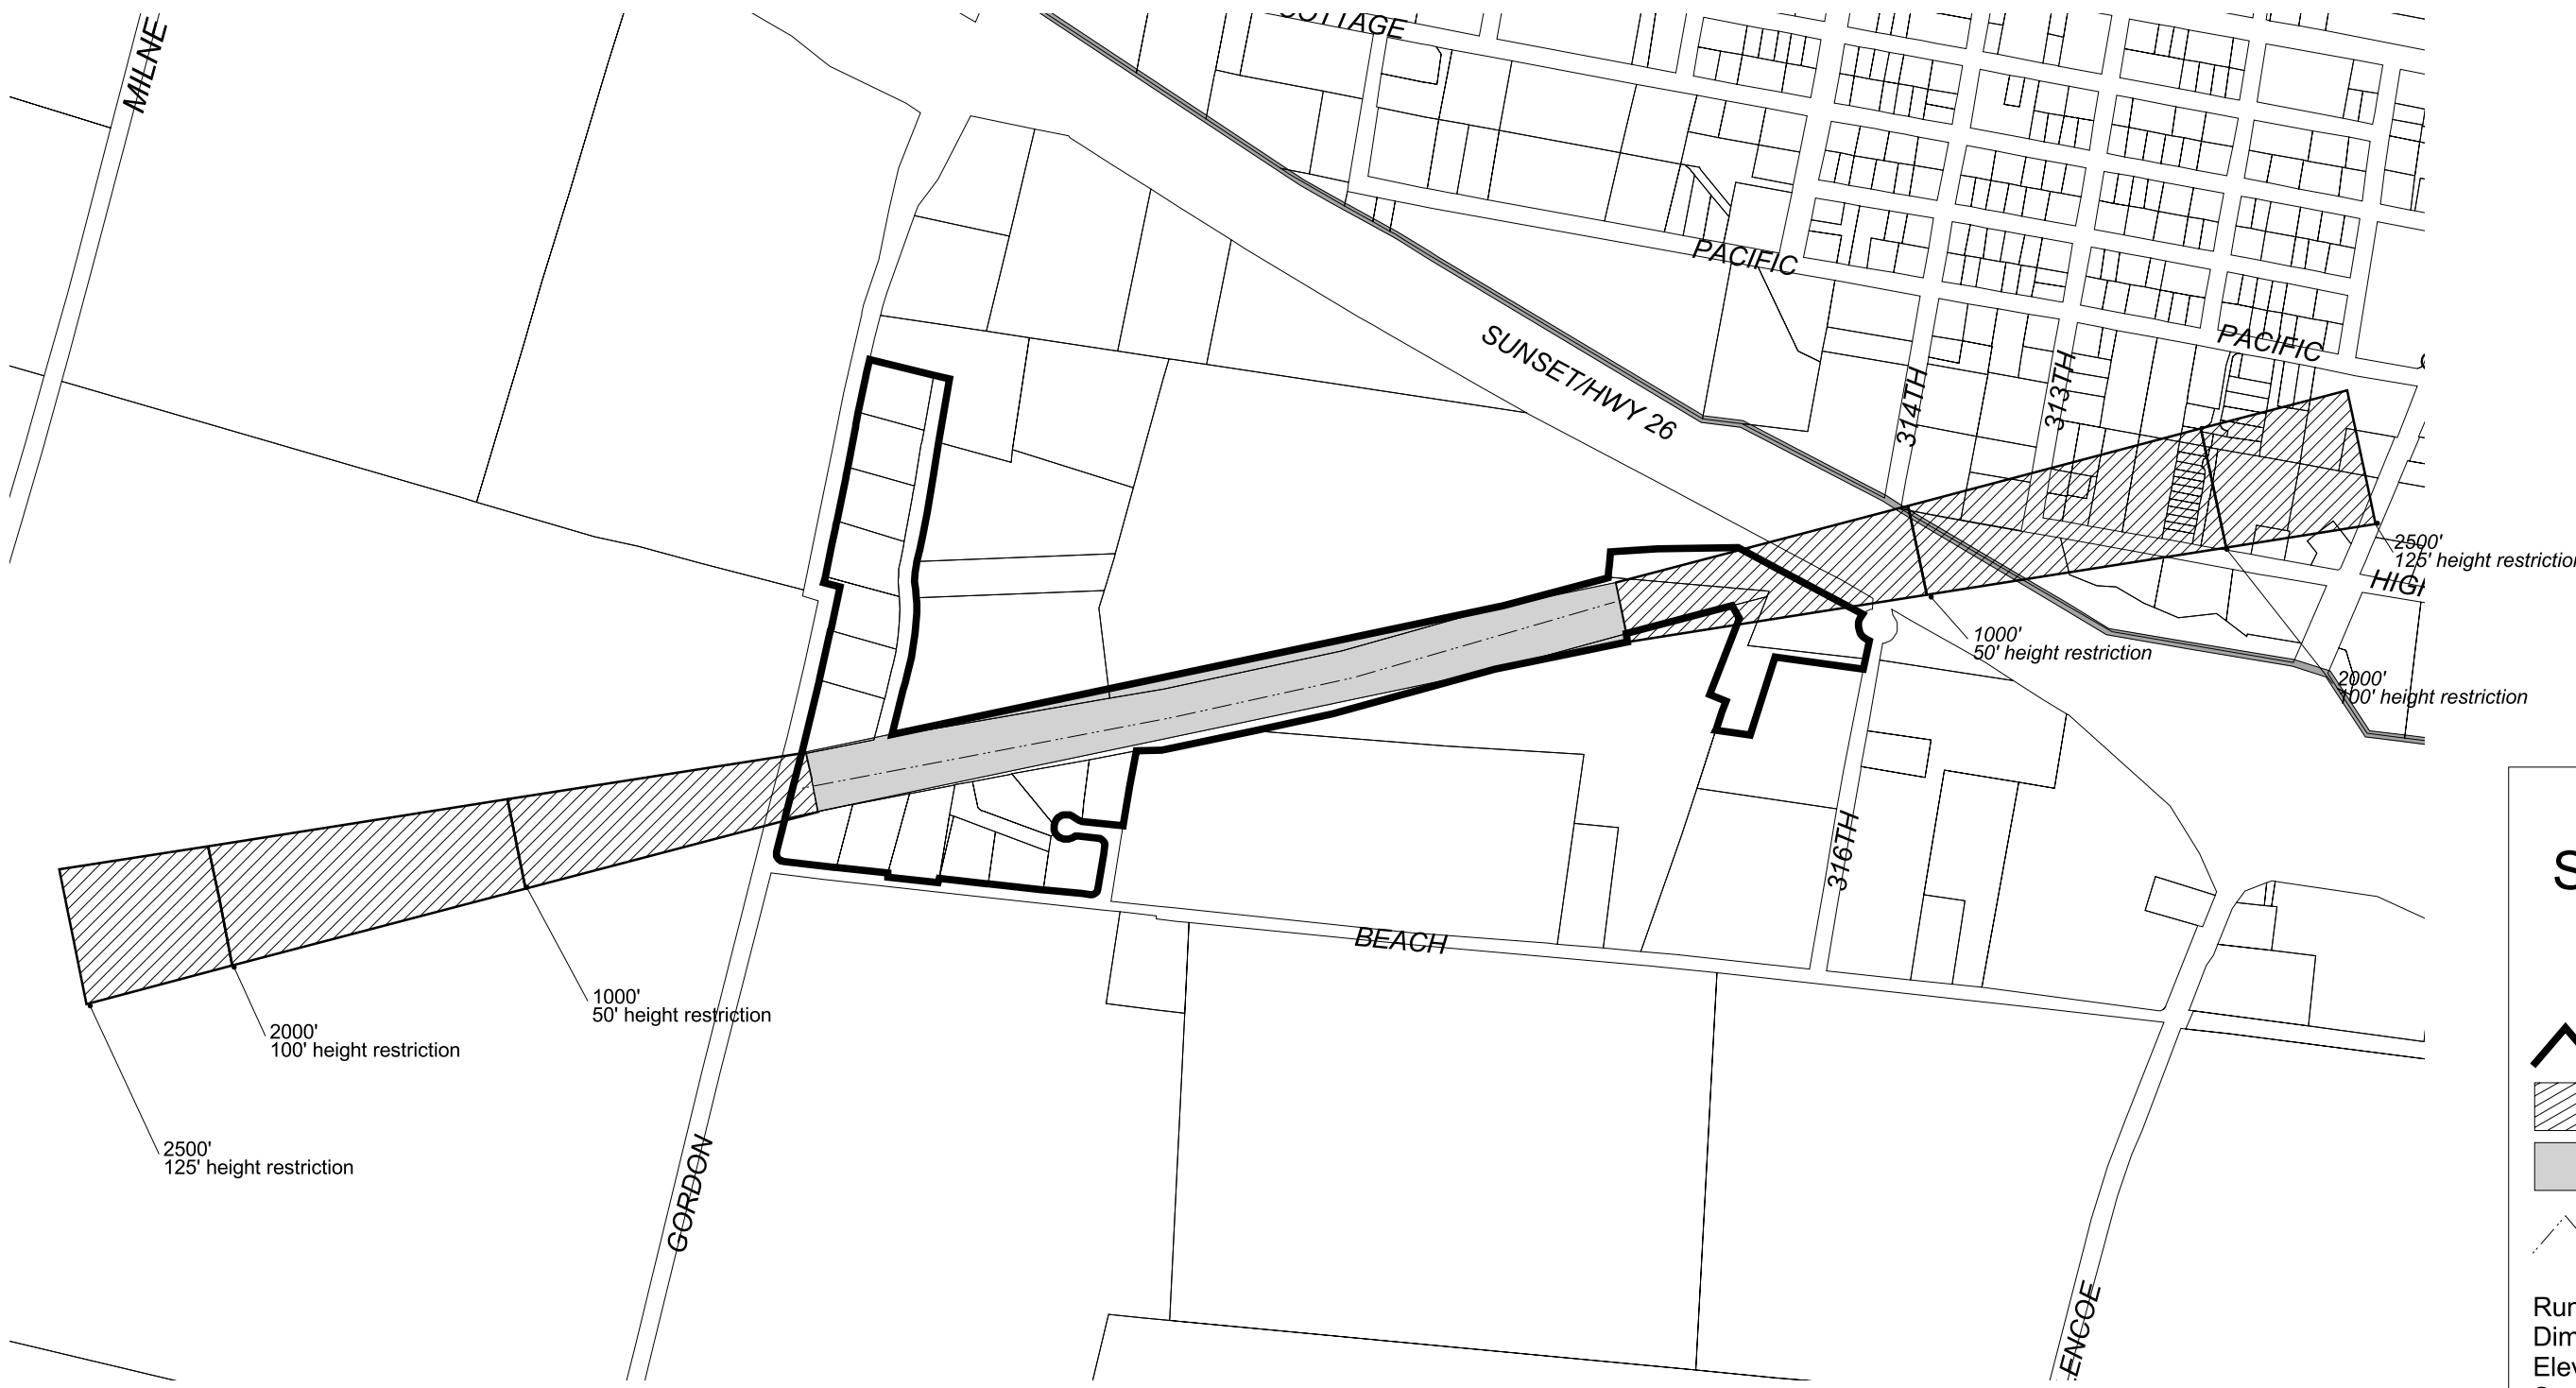 MILNE
COTTAGE
PACIFIC
SUNSET/HWY 26
PACIFIC
314TH
313TH
2500'
125' height restriction
1000'
50' height restriction
2000'
100' height restriction
316TH
BEACH
1000'
50' height restriction
2000'
100' height restriction
2500'
125' height restriction
GORDON